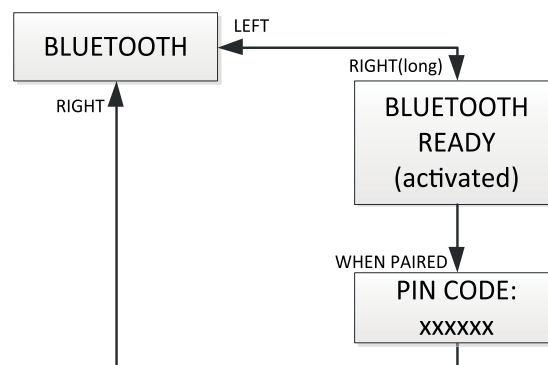 LEFT
BLUETOOTH
RIGHT(long)
RIGHT
BLUETOOTH
READY
(activated)
WHEN PAIRED
PIN CODE:
xxxxxx